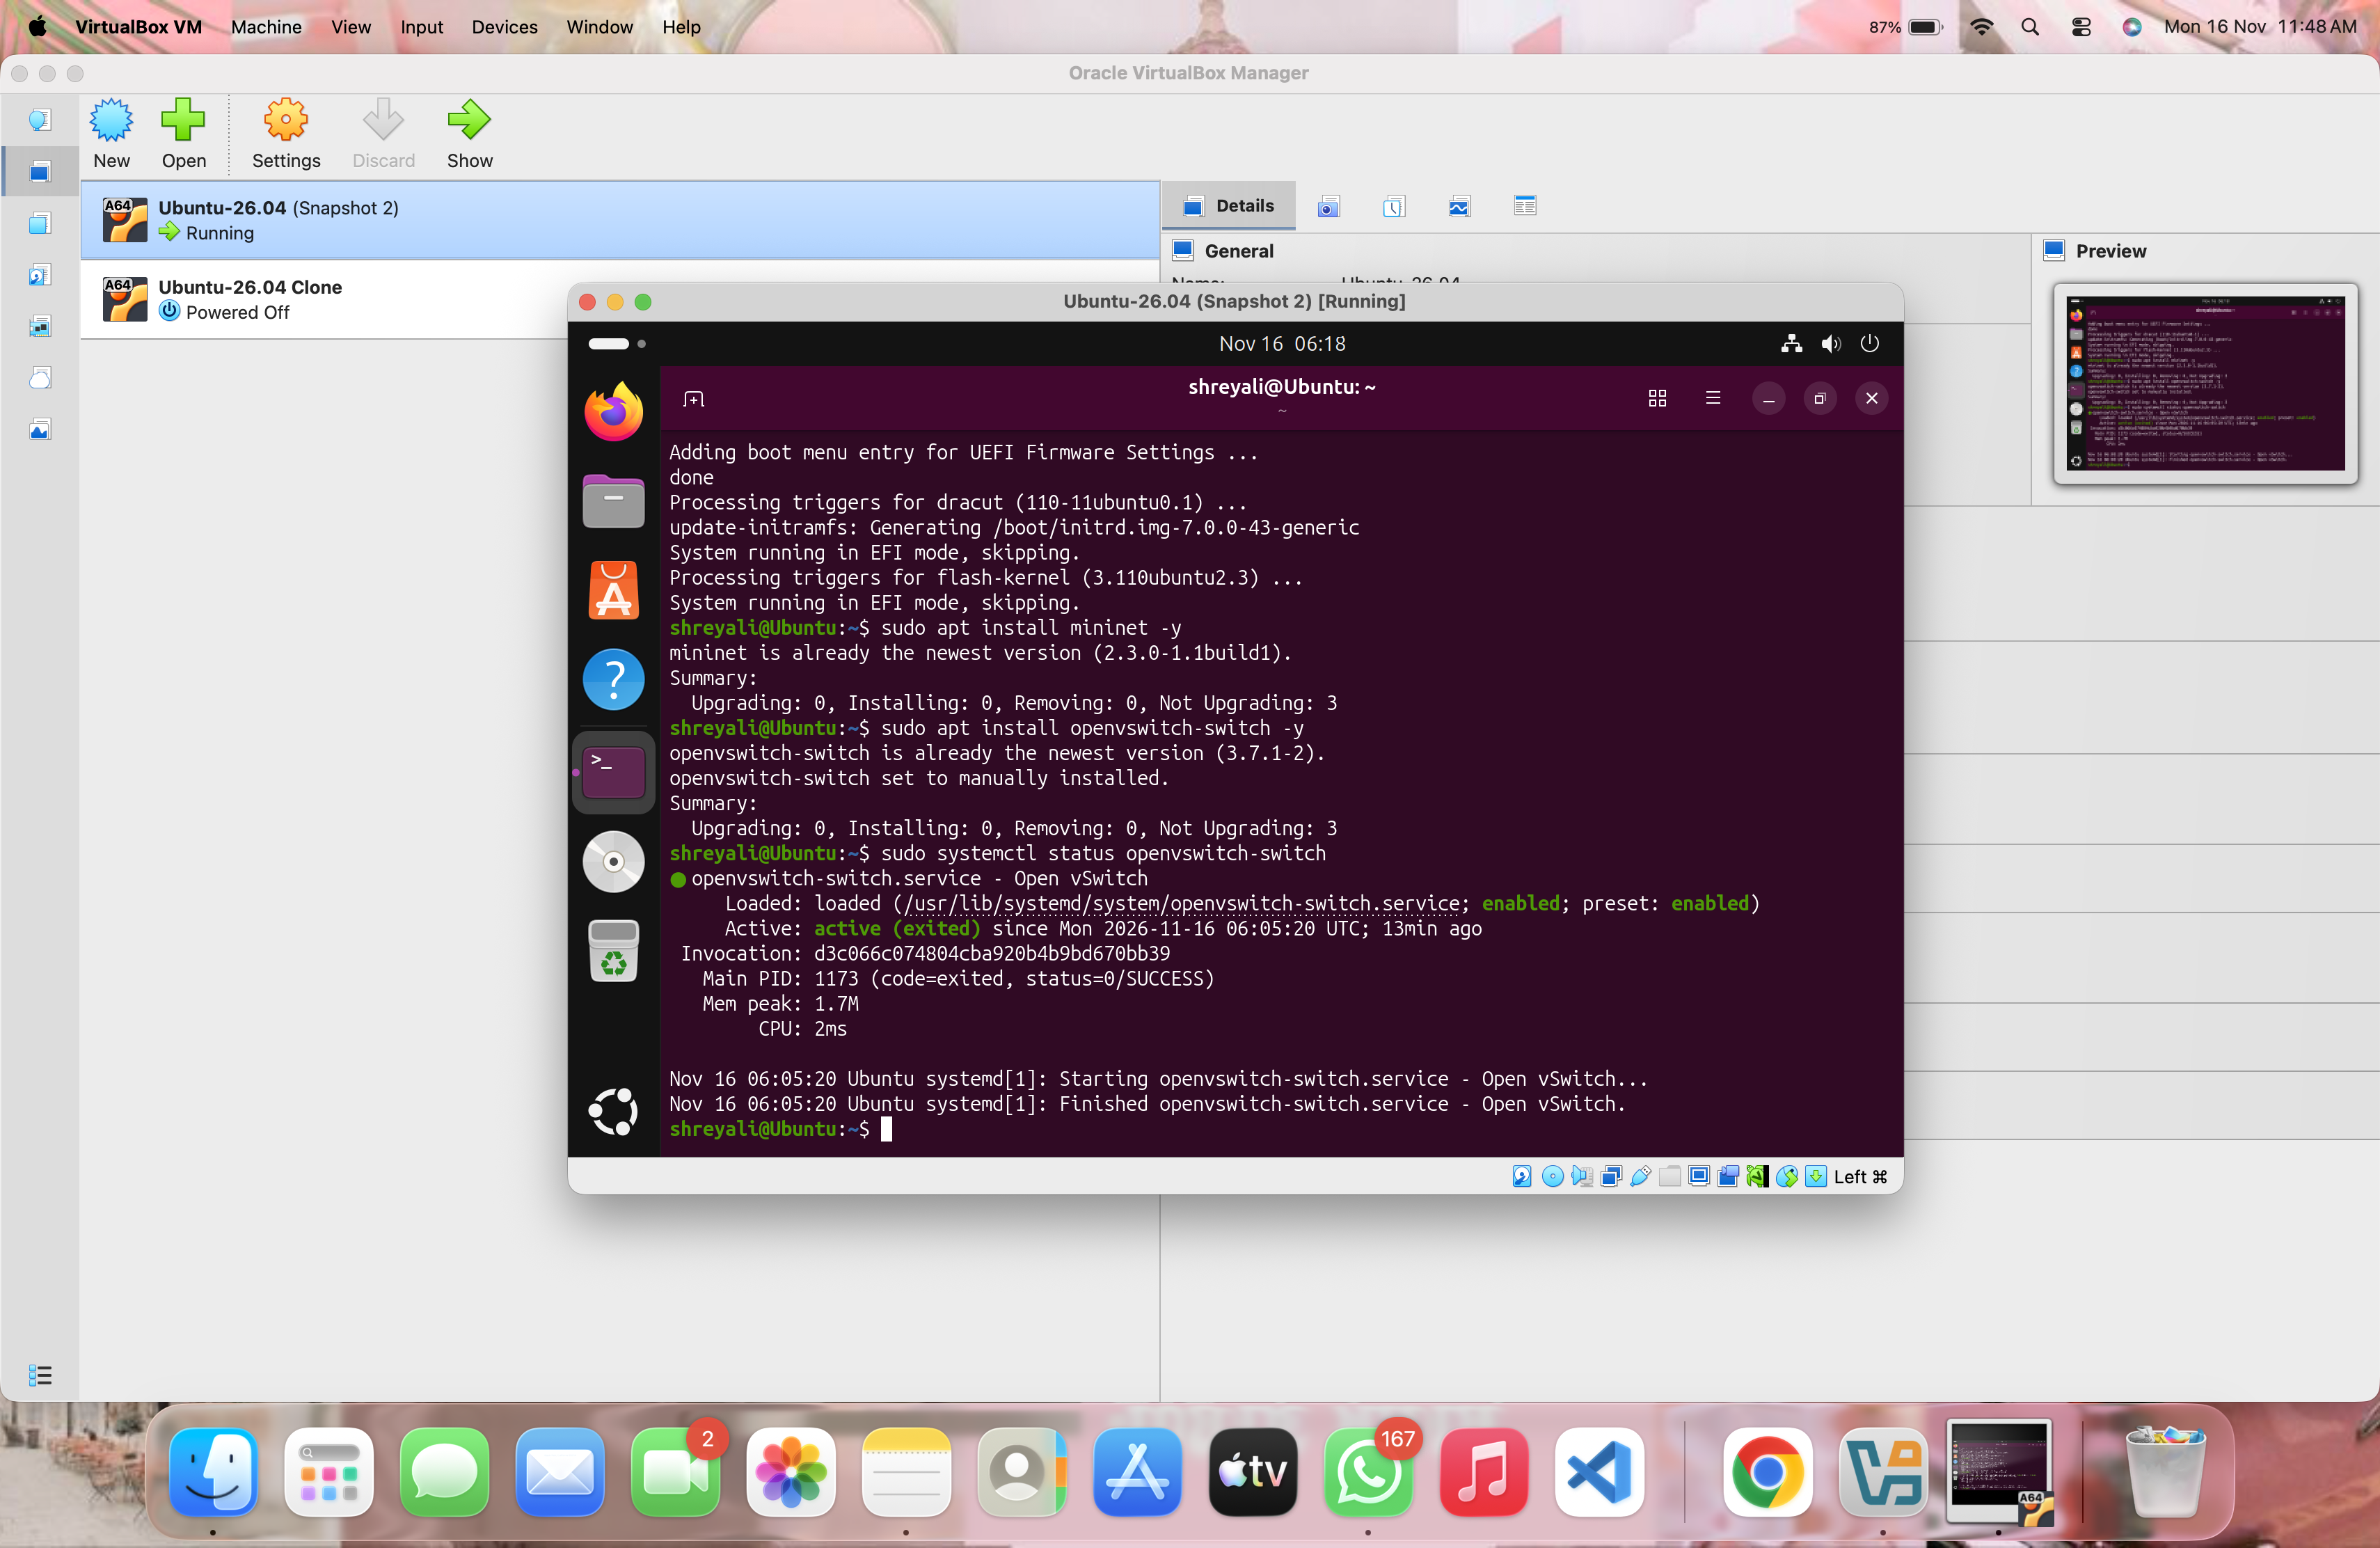 VirtualBox VM Machine View Input Devices Window Help 87% Mon 16 Nov 11:48 AM
Oracle VirtualBox Manager
New Open Settings Discard Show
A64 Ubuntu-26.04 (Snapshot 2)
Running
A64 Ubuntu-26.04 Clone
Powered Off
Details
General
Preview
Ubuntu-26.04 (Snapshot 2) [Running]
Nov 16 06:18
shreyali@Ubuntu: ~
~
Adding boot menu entry for UEFI Firmware Settings ...
done
Processing triggers for dracut (110-11ubuntu0.1) ...
update-initramfs: Generating /boot/initrd.img-7.0.0-43-generic
System running in EFI mode, skipping.
Processing triggers for flash-kernel (3.110ubuntu2.3) ...
System running in EFI mode, skipping.
shreyali@Ubuntu:~$ sudo apt install mininet -y
mininet is already the newest version (2.3.0-1.1build1).
Summary:
Upgrading: 0, Installing: 0, Removing: 0, Not Upgrading: 3
shreyali@Ubuntu:~$ sudo apt install openvswitch-switch -y
openvswitch-switch is already the newest version (3.7.1-2).
openvswitch-switch set to manually installed.
Summary:
Upgrading: 0, Installing: 0, Removing: 0, Not Upgrading: 3
shreyali@Ubuntu:~$ sudo systemctl status openvswitch-switch
● openvswitch-switch.service - Open vSwitch
Loaded: loaded (/usr/lib/systemd/system/openvswitch-switch.service; enabled; preset: enabled)
Active: active (exited) since Mon 2026-11-16 06:05:20 UTC; 13min ago
Invocation: d3c066c074804cba920b4b9bd670bb39
Main PID: 1173 (code=exited, status=0/SUCCESS)
Mem peak: 1.7M
CPU: 2ms
Nov 16 06:05:20 Ubuntu systemd[1]: Starting openvswitch-switch.service - Open vSwitch...
Nov 16 06:05:20 Ubuntu systemd[1]: Finished openvswitch-switch.service - Open vSwitch.
shreyali@Ubuntu:~$
Left ⌘
2
tv
167
A64